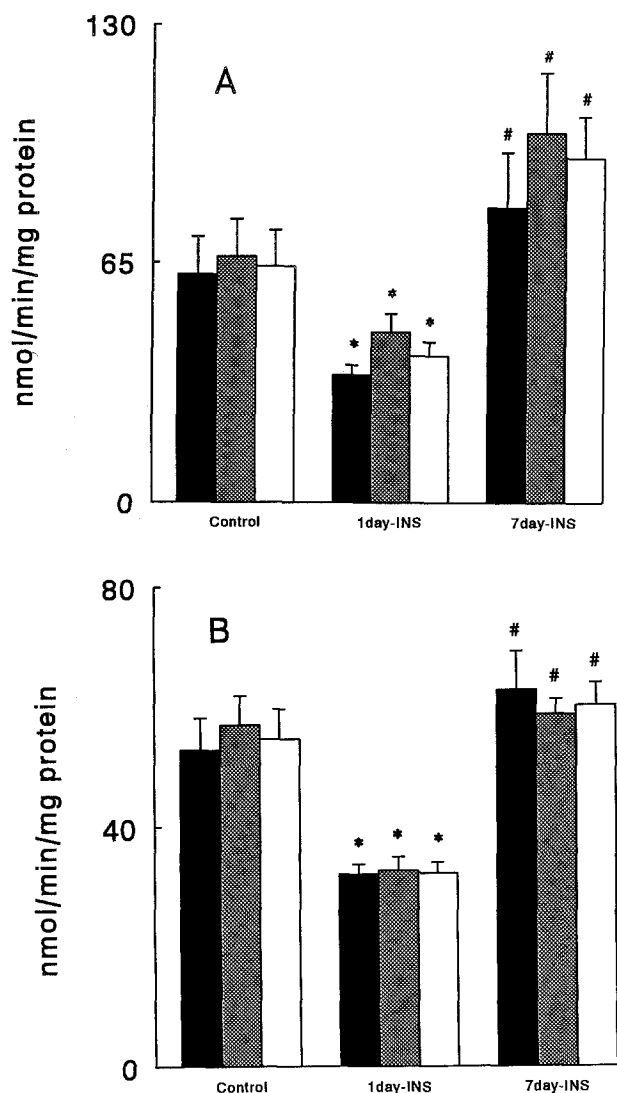 130
A
nmol/min/mg protein
# # #
65
* * *
0
Control 1day-INS 7day-INS
80
B
nmol/min/mg protein
# # #
40
* * *
0
Control 1day-INS 7day-INS